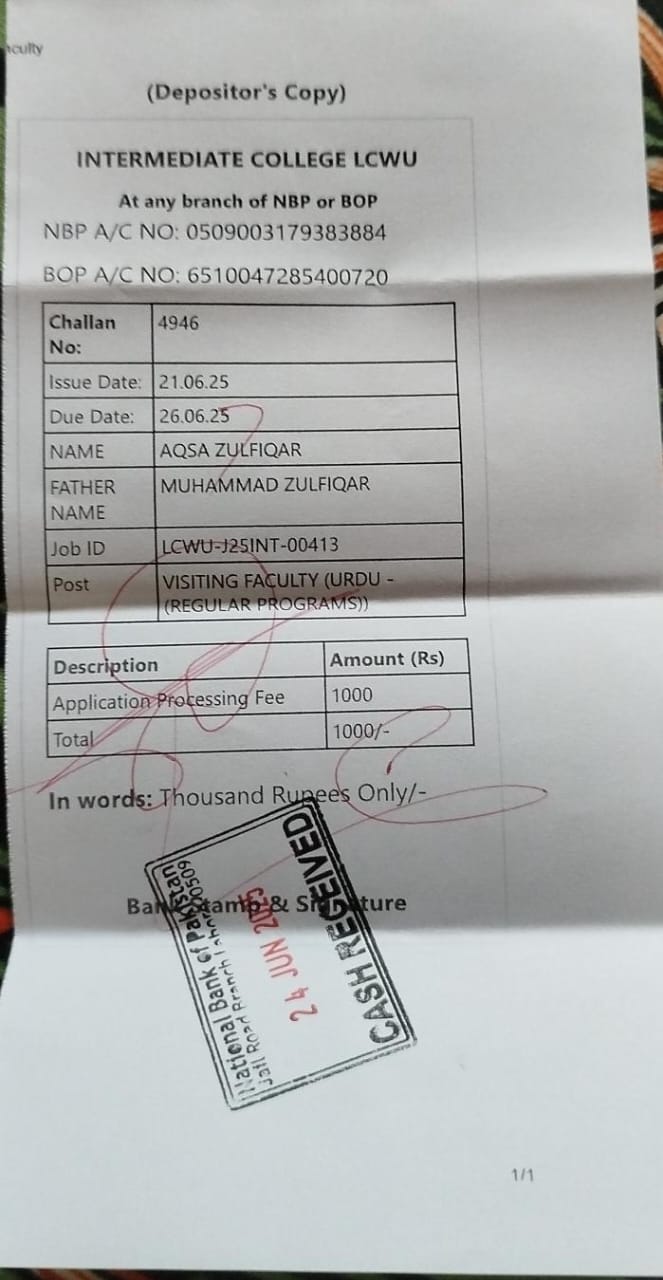 aculty
(Depositor's Copy)
INTERMEDIATE COLLEGE LCWU
At any branch of NBP or BOP
NBP A/C NO: 0509003179383884
BOP A/C NO: 6510047285400720
Challan No: 4946
Issue Date: 21.06.25
Due Date: 26.06.25
NAME AQSA ZULFIQAR
FATHER NAME MUHAMMAD ZULFIQAR
Job ID LCWU-J25INT-00413
Post VISITING FACULTY (URDU -
(REGULAR PROGRAMS))
Description Amount (Rs)
Application Processing Fee 1000
Total 1000/-
In words: Thousand Rupees Only/-
Bank Stamp & Signature
National Bank of Pakistan
Jail Road Branch Lahore 0509
24 JUN 2025
CASH RECEIVED
1/1